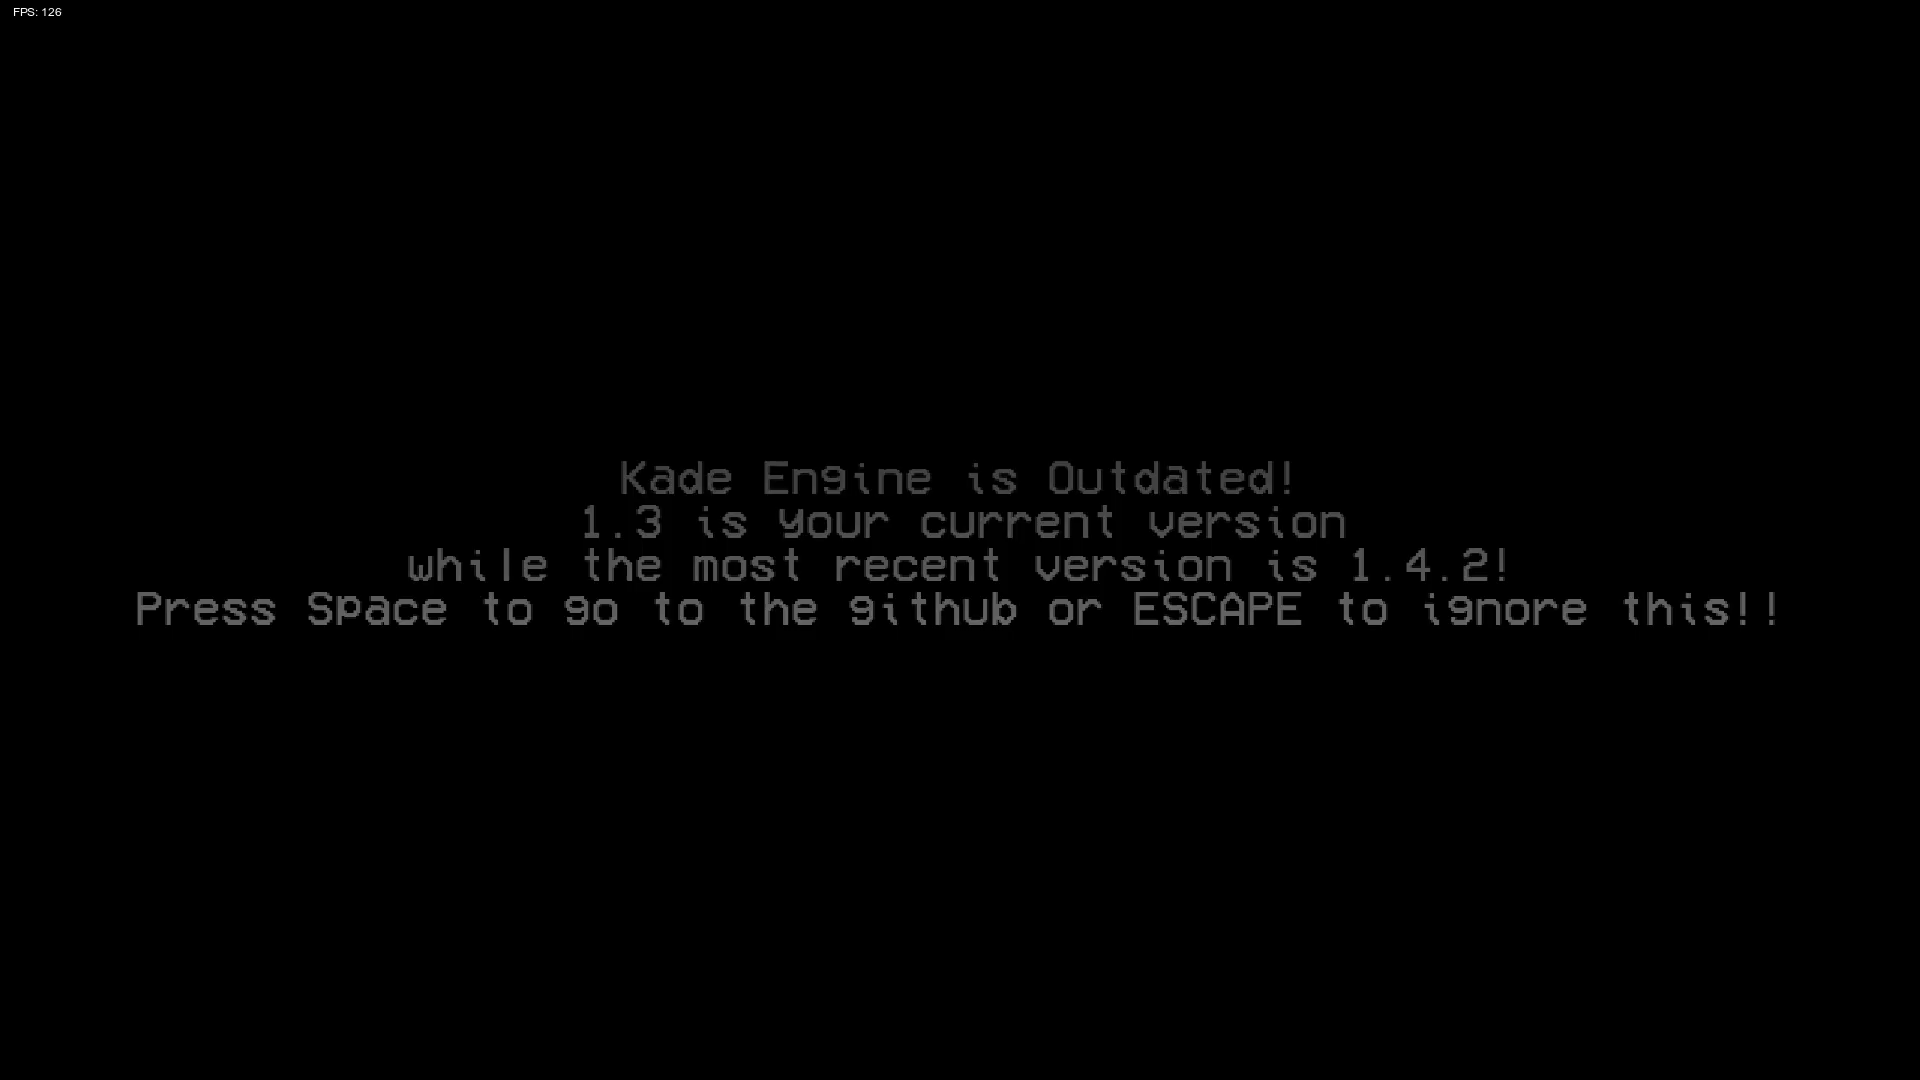 FPS: 126
Kade Engine is Outdated!
1.3 is your current version
while the most recent version is 1.4.2!
Press Space to go to the github or ESCAPE to ignore this!!